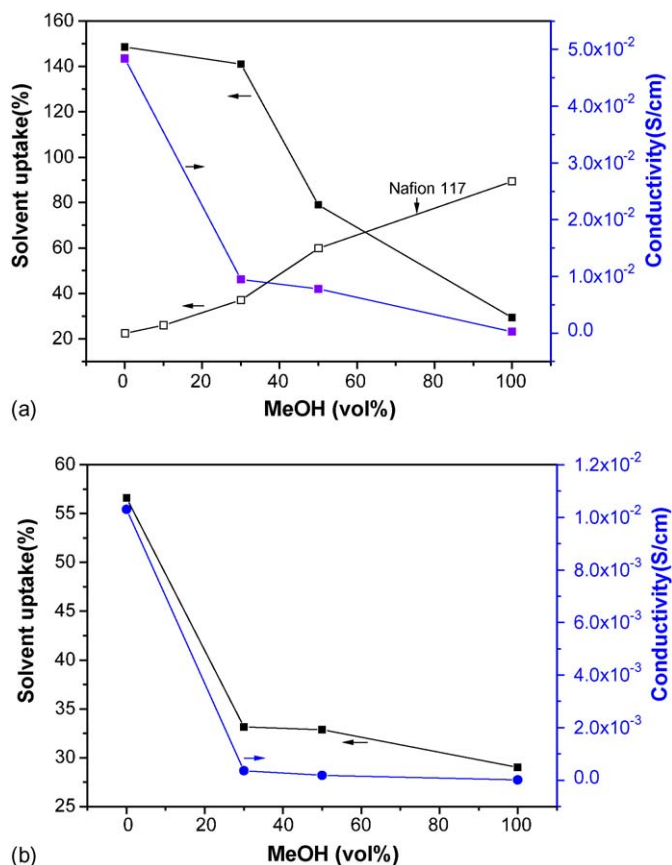 160
140
120
100
80
60
40
20
Solvent uptake(%)
5.0x10-2
4.0x10-2
3.0x10-2
2.0x10-2
1.0x10-2
0.0
Conductivity(S/cm)
Nafion 117
0 20 40 60 80 100
MeOH (vol%)
(a)
60
55
50
45
40
35
30
25
Solvent uptake(%)
1.2x10-2
1.0x10-2
8.0x10-3
6.0x10-3
4.0x10-3
2.0x10-3
0.0
Conductivity(S/cm)
0 20 40 60 80 100
MeOH (vol%)
(b)